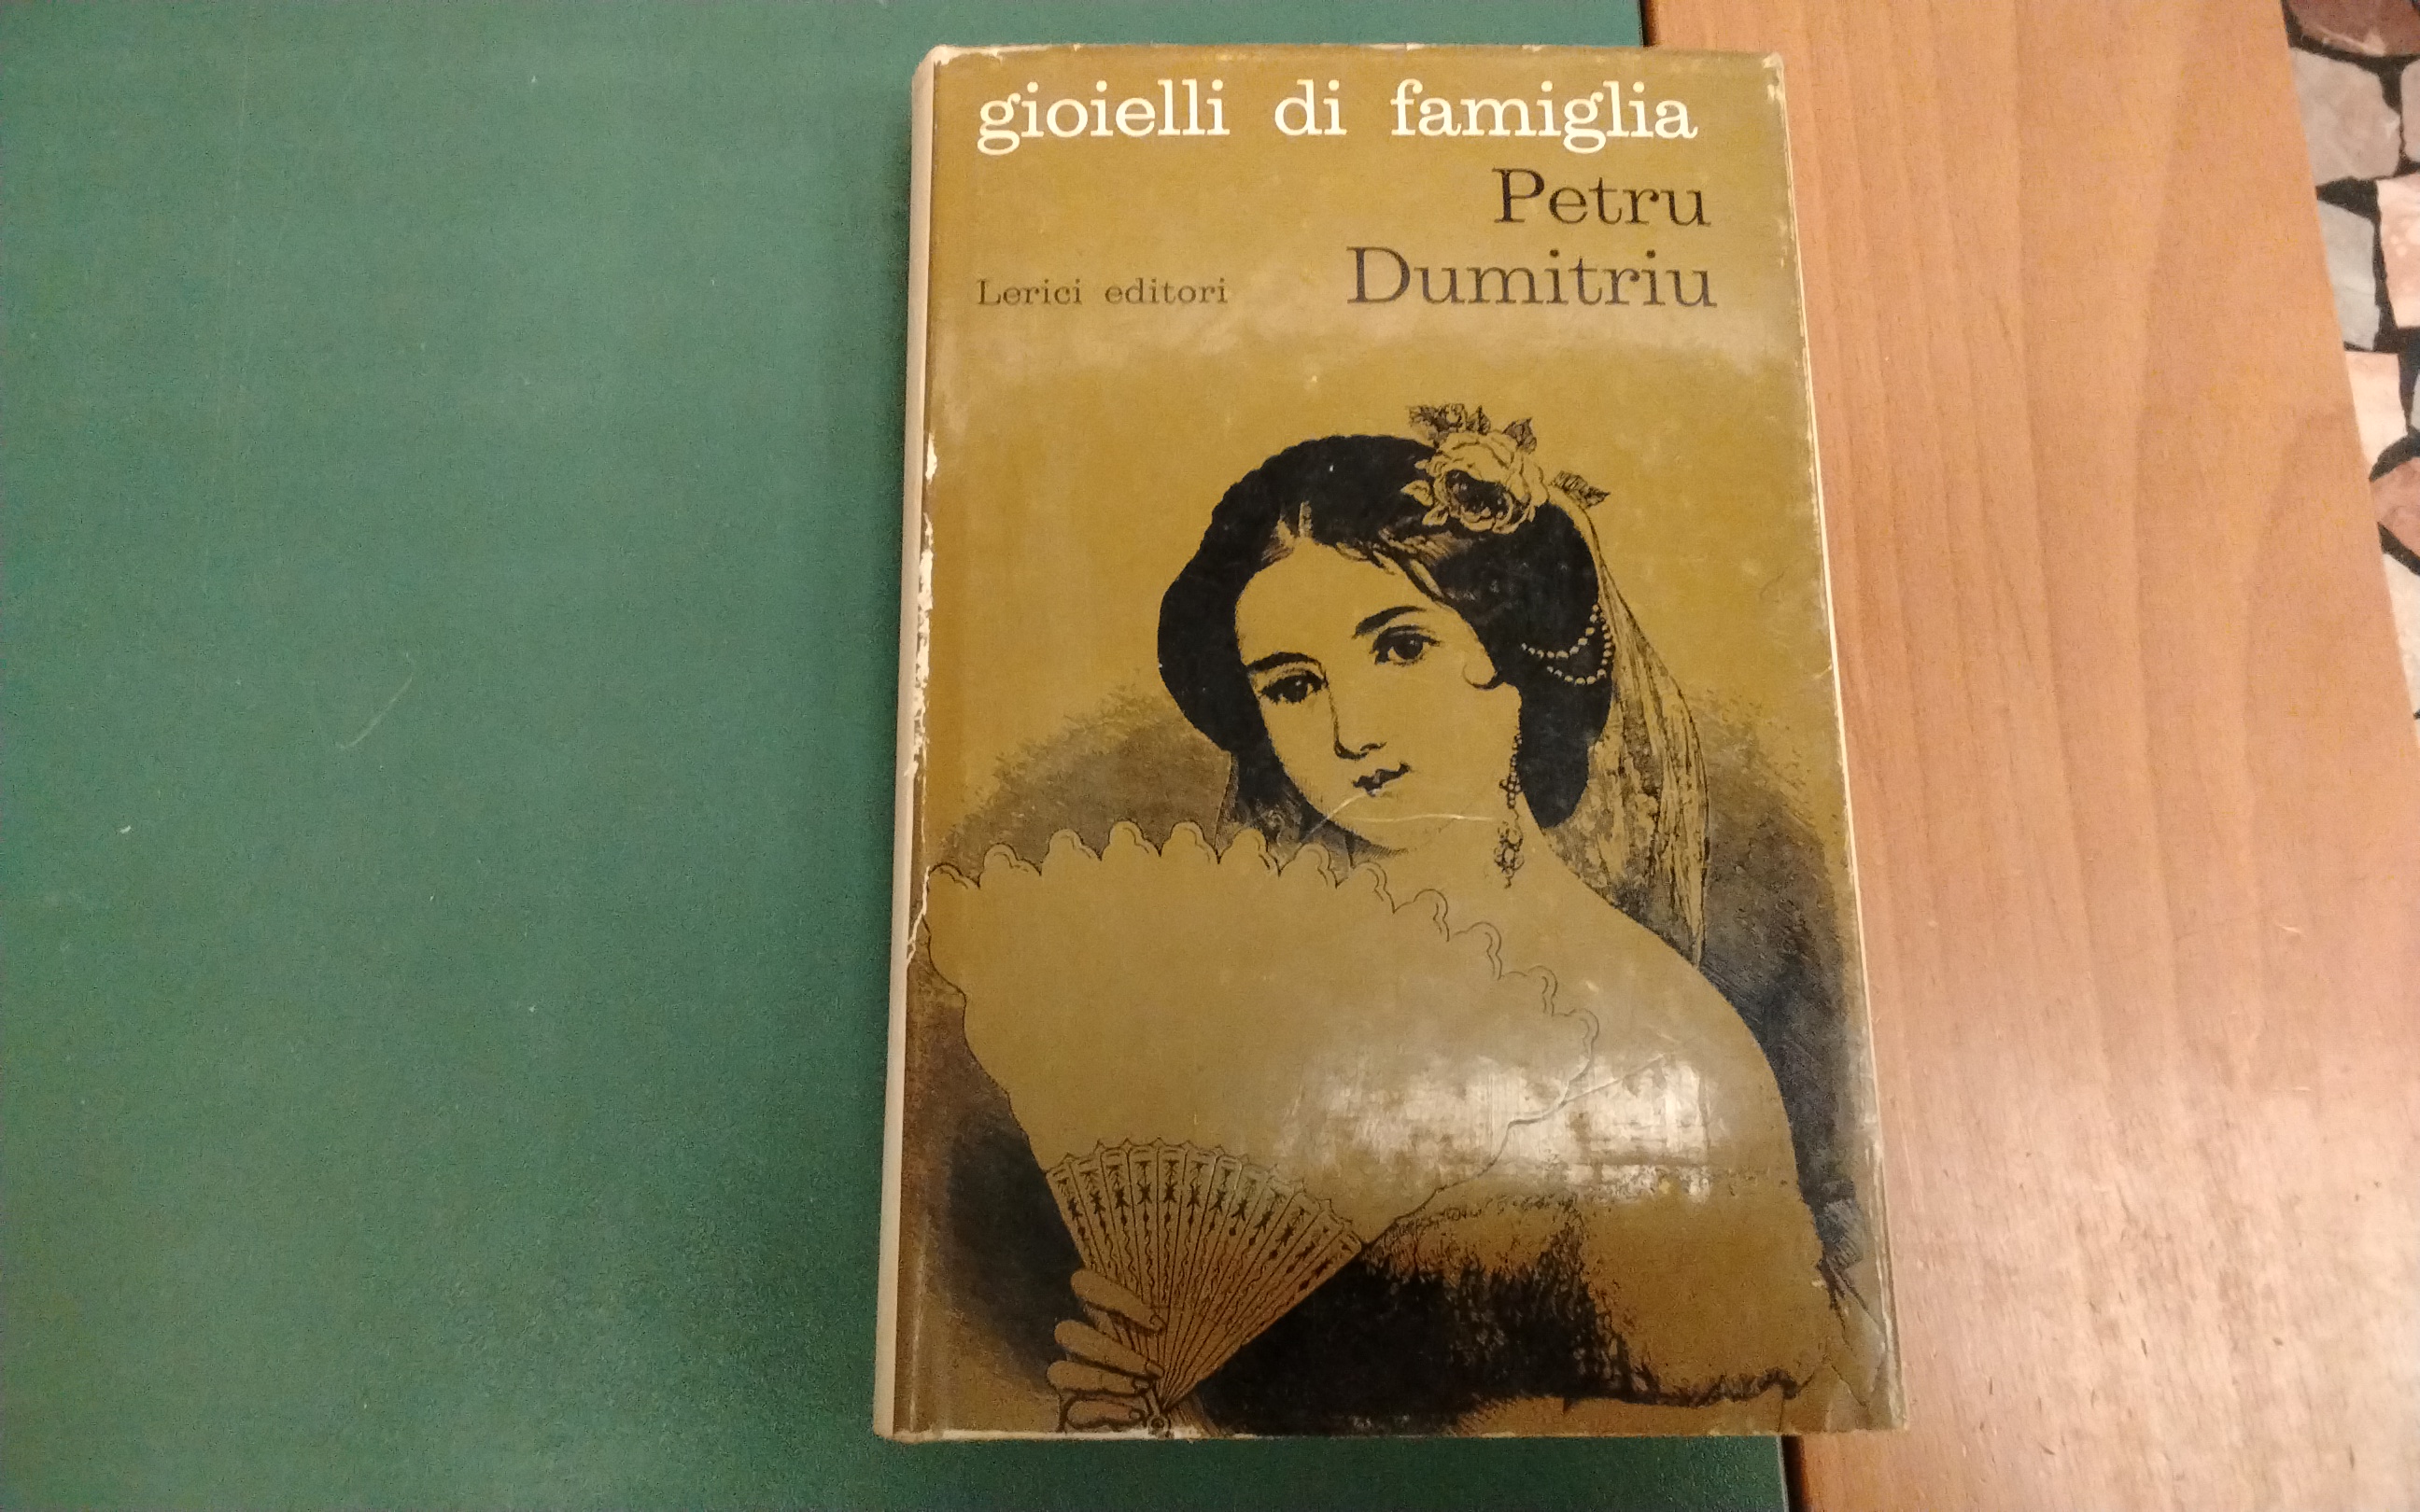 gioielli di famiglia
Petru
Dumitriu
Lerici editori